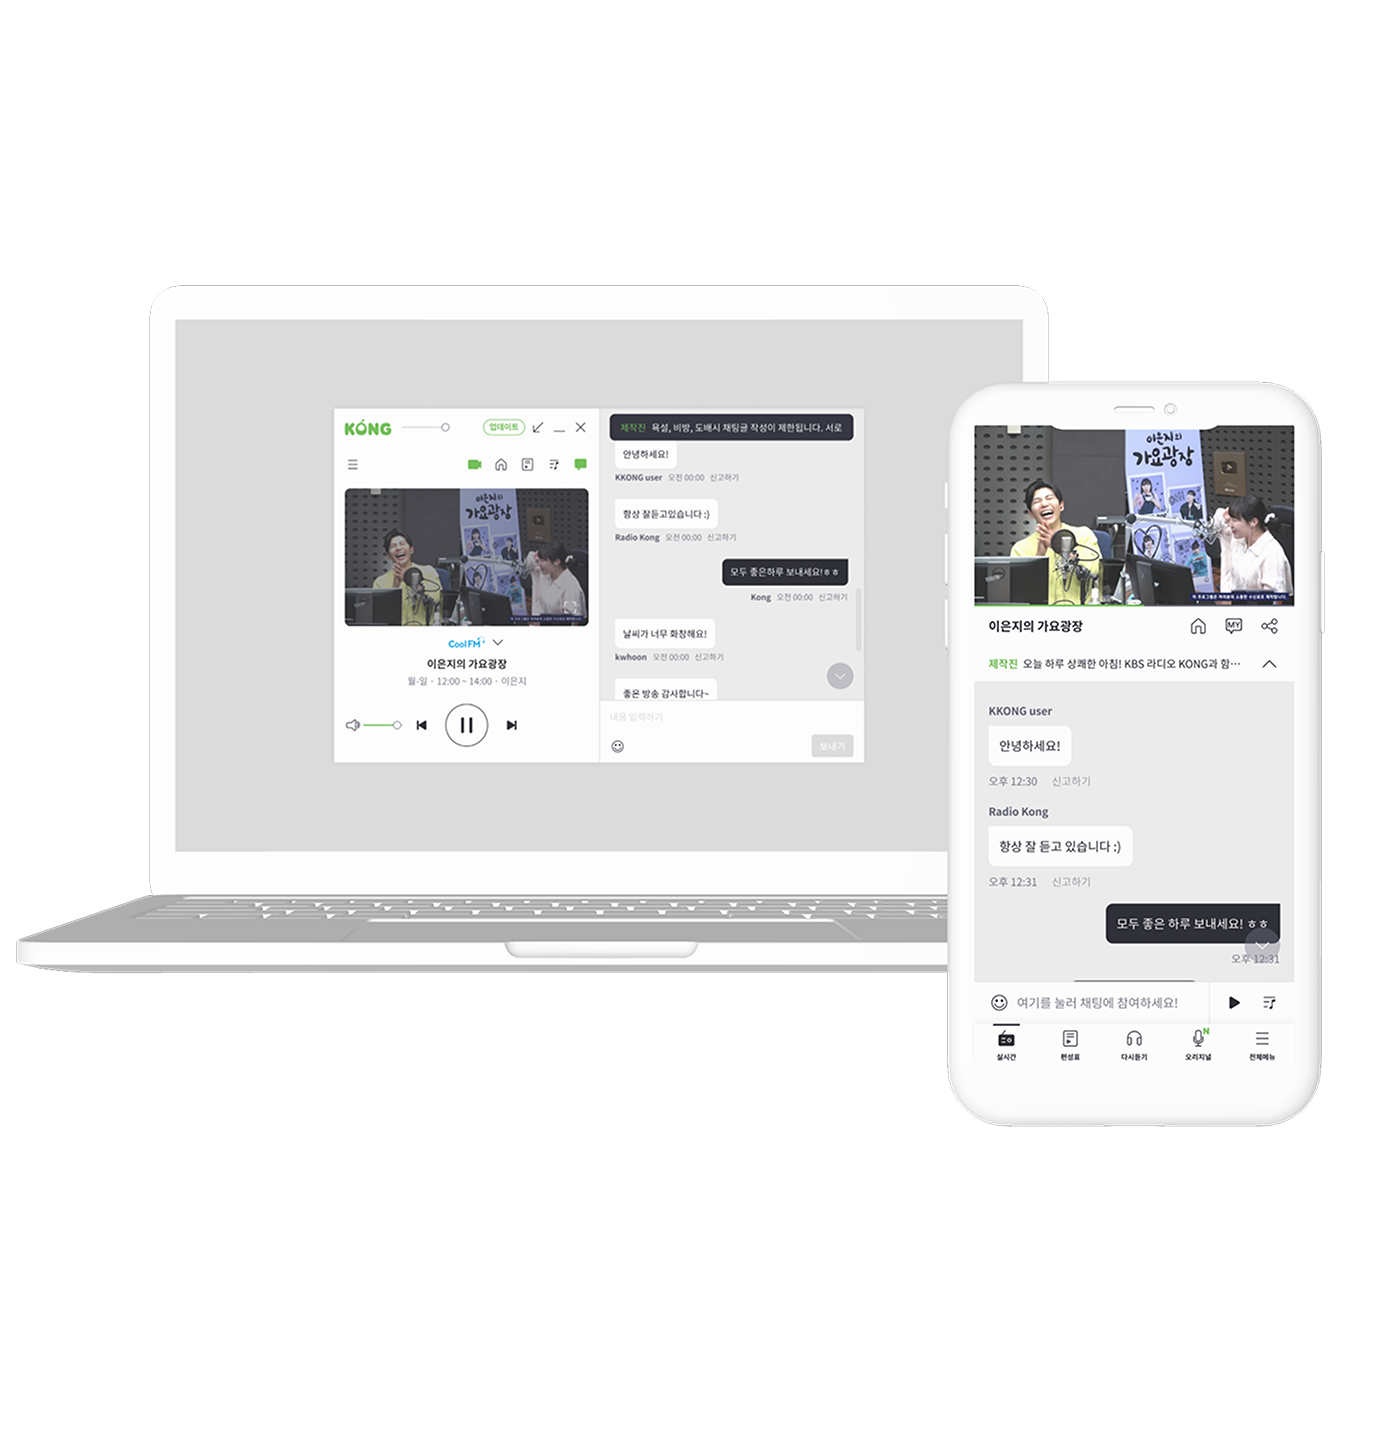 KONG
업데이트
이은지의
가요광장
Cool FM
이은지의 가요광장
월-일 · 12:00 ~ 14:00 · 이은지
제작진 욕설, 비방, 도배시 채팅글 작성이 제한됩니다. 서로
안녕하세요!
KKONG user 오전 00:00 신고하기
항상 잘듣고있습니다 :)
Radio Kong 오전 00:00 신고하기
모두 좋은하루 보내세요!ㅎㅎ
Kong 오전 00:00 신고하기
날씨가 너무 화창해요!
kwhoon 오전 00:00 신고하기
좋은 방송 감사합니다~
내용 입력하기
보내기
이은지의
가요광장
이은지의 가요광장
MY
제작진 오늘 하루 상쾌한 아침! KBS 라디오 KONG과 함···
KKONG user
안녕하세요!
오후 12:30 신고하기
Radio Kong
항상 잘 듣고 있습니다 :)
오후 12:31 신고하기
모두 좋은 하루 보내세요! ㅎㅎ
오후 12:31
여기를 눌러 채팅에 참여하세요!
N
실시간 편성표 다시듣기 오리지널 전체메뉴